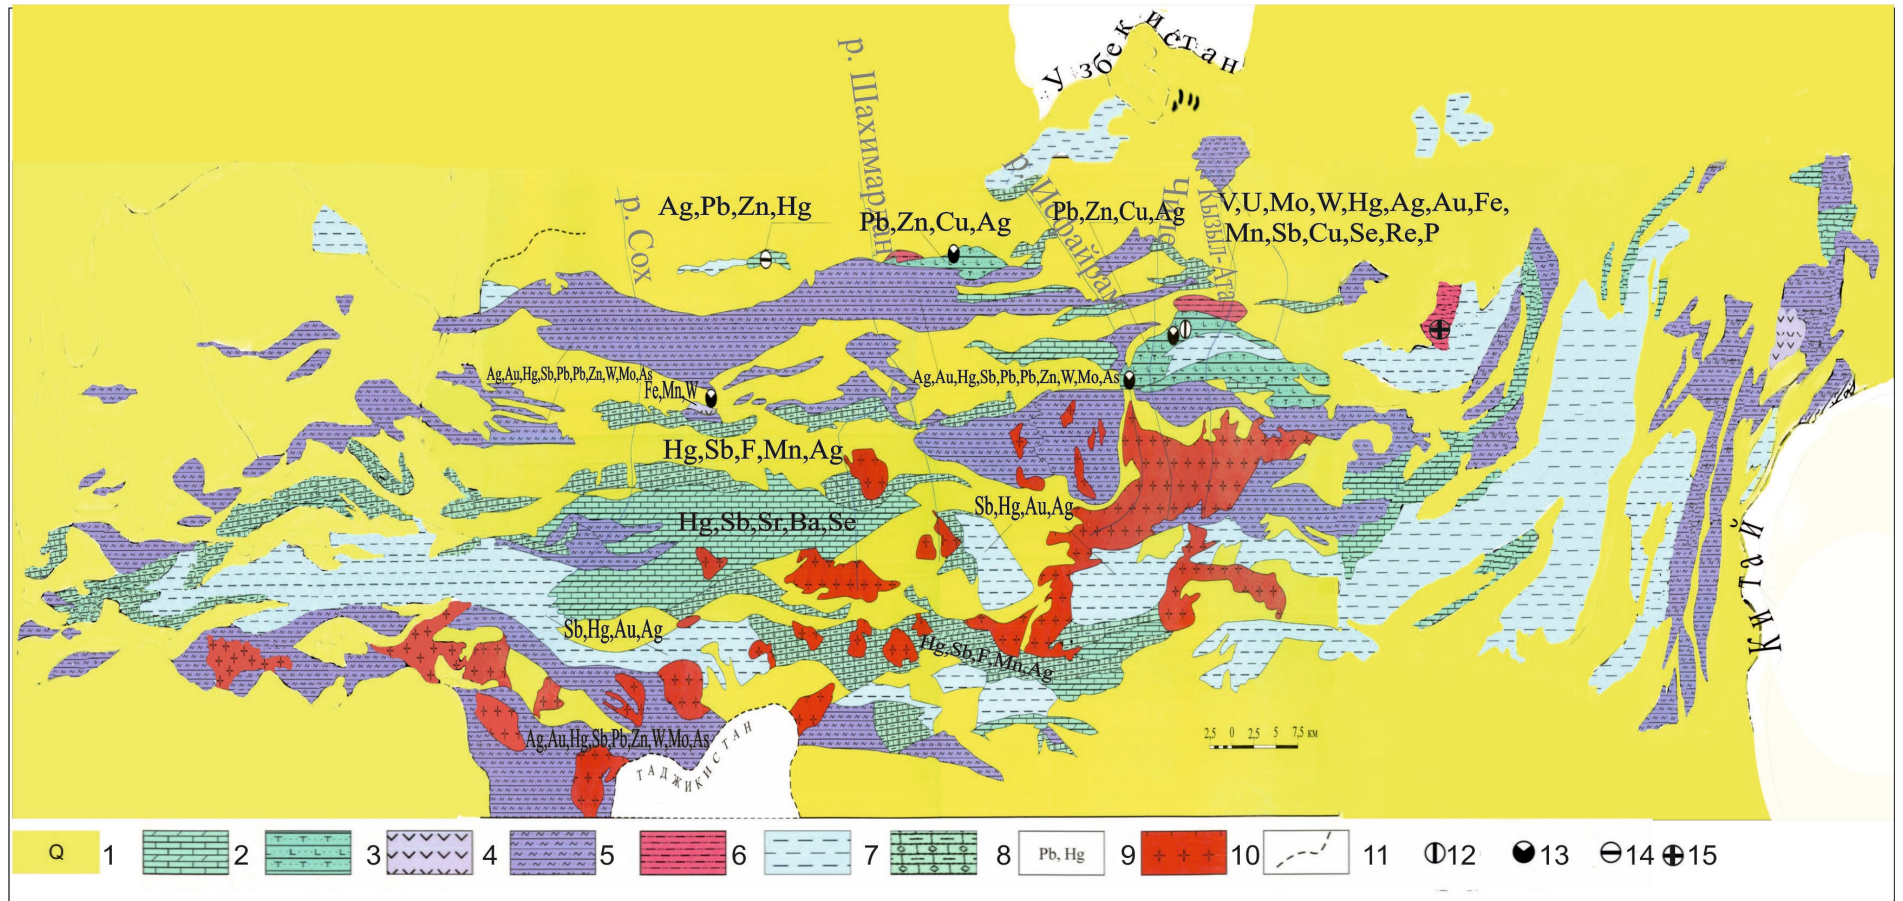 Узбекистан
р. Шахимардан
р. Исфайрам
Кызыл-Ата
р. Сох
Ag,Pb,Zn,Hg
Pb,Zn,Cu,Ag
Pb,Zn,Cu,Ag
V,U,Mo,W,Hg,Ag,Au,Fe,
Mn,Sb,Cu,Se,Re,P
Ag,Au,Hg,Sb,Pb,Pb,Zn,W,Mo,As
Fe,Mn,W
Ag,Au,Hg,Sb,Pb,Pb,Zn,W,Mo,As
Hg,Sb,F,Mn,Ag
Sb,Hg,Au,Ag
Hg,Sb,Sr,Ba,Se
Китай
Sb,Hg,Au,Ag
Hg,Sb,F,Mn,Ag
Ag,Au,Hg,Sb,Pb,Zn,W,Mo,As
ТАДЖИКИСТАН
2,5 0 2,5 5 7,5 км
Q 1 2 3 4 5 6 7 8 Pb, Hg 9 10 11 12 13 14 15